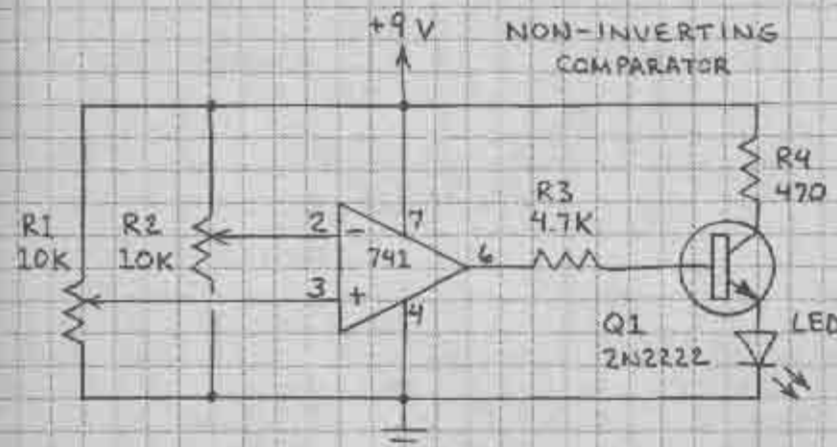 +9 V
NON-INVERTING
COMPARATOR
R1
10K
R2
10K
2
-
7
741
6
3
+
4
R3
4.7K
R4
470
Q1
2N2222
LED